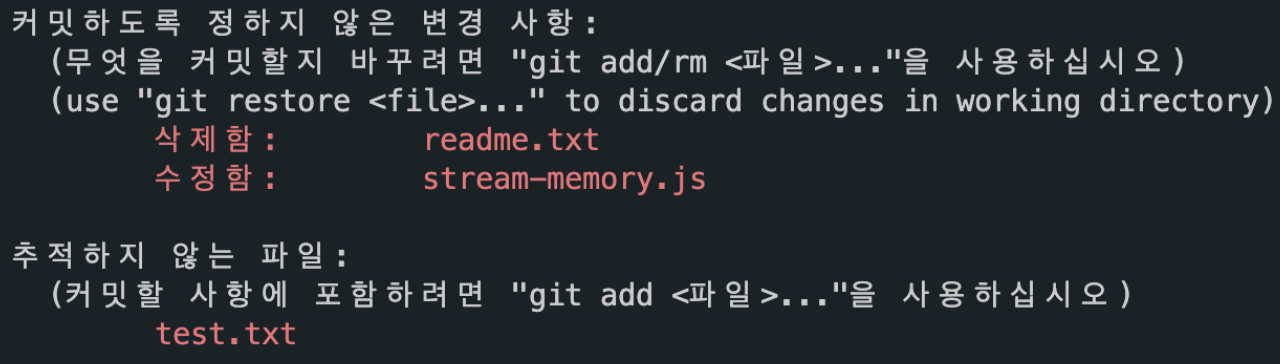 커밋하도록 정하지 않은 변경 사항:
(무엇을 커밋할지 바꾸려면 "git add/rm <파일>..."을 사용하십시오)
(use "git restore <file>..." to discard changes in working directory)
삭제함: readme.txt
수정함: stream-memory.js
추적하지 않는 파일:
(커밋할 사항에 포함하려면 "git add <파일>..."을 사용하십시오)
test.txt